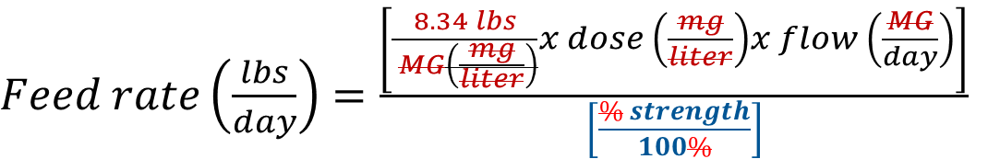 Feed rate (lbs/day) = [8.34 lbs/MG(mg/liter) x dose (mg/liter) x flow (MG/day)] / [% strength/100%]